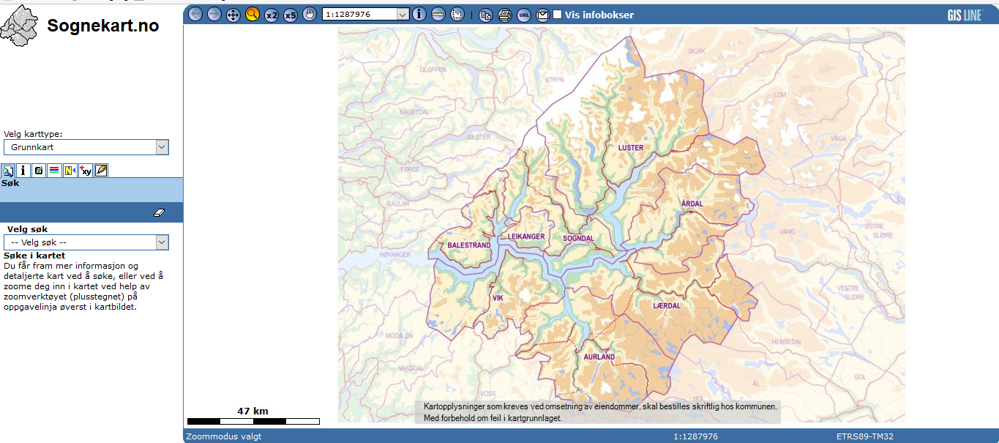 Sognekart.no
x2
x5
1:1287976
i
URL
Vis infobokser
GIS LINE
Velg karttype:
Grunnkart
i
N
xy
Søk
Velg søk
-- Velg søk --
Søke i kartet
Du får fram mer informasjon og
detaljerte kart ved å søke, eller ved å
zoome deg inn i kartet ved help av
zoomverktøyet (plusstegnet) på
oppgavelinja øverst i kartbildet.
SKJÅK
GLOPPEN
STRYN
LOM
NAUSTDAL
JØLSTER
VÅGÅ
LUSTER
FØRDE
GAULAR
ÅRDAL
ØSTRE
SLIDRE
VANG
LEIKANGER
SOGNDAL
BALESTRAND
HØYANGER
VESTRE
SLIDRE
VIK
LÆRDAL
MODALEN
HEMSEDAL
AURLAND
VAKSDAL
GOL
ÅL
VOSS
HOL
Kartopplysninger som kreves ved omsetning av eiendommer, skal bestilles skriftlig hos kommunen.
Med forbehold om feil i kartgrunnlaget.
47 km
Zoommodus valgt
1:1287976
ETRS89-TM32